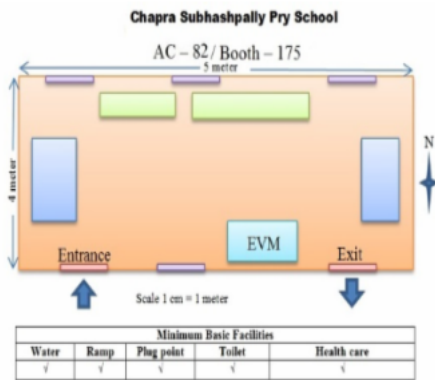 Chapra Subhashpally Pry School
AC – 82/ Booth – 175
5 meter
4 meter
N
EVM
Entrance
Exit
Scale 1 cm = 1 meter
Minimum Basic Facilities
Water Ramp Plug point Toilet Health care
√ √ √ √ √